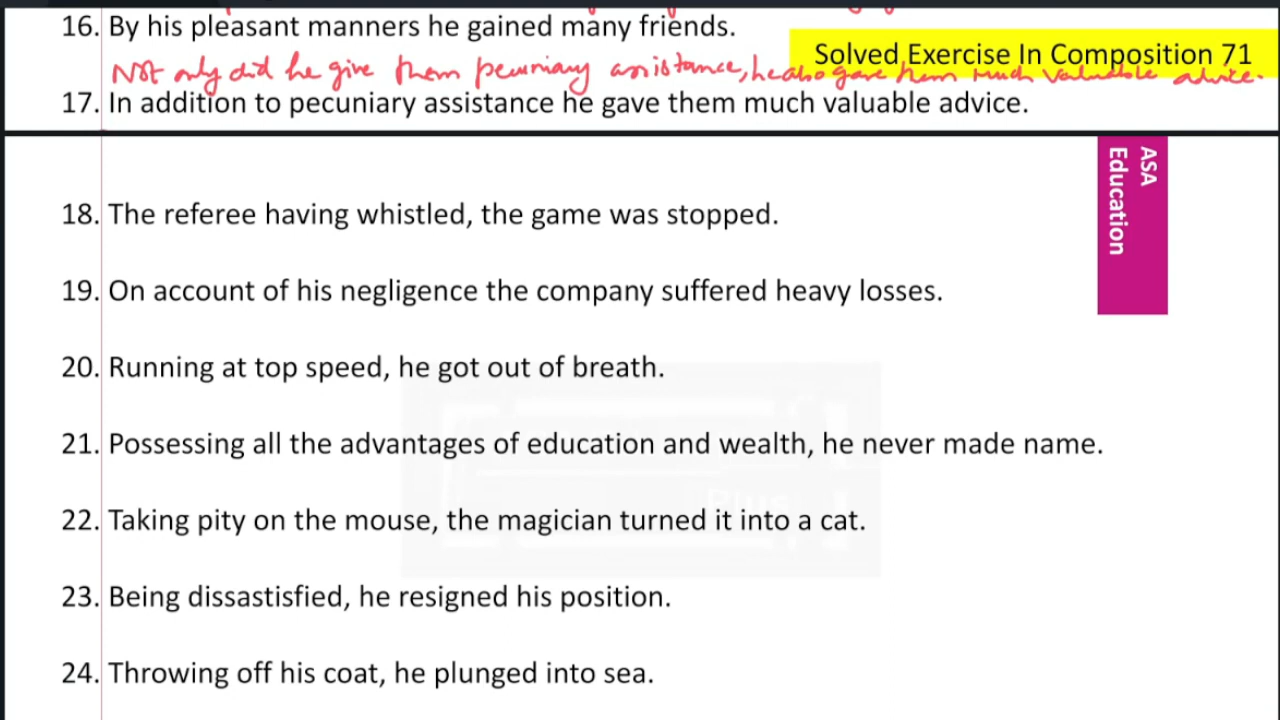 16. By his pleasant manners he gained many friends.
Solved Exercise In Composition 71
Not only did he give them pecuniary assistance, he also gave them much valuable advice.
17. In addition to pecuniary assistance he gave them much valuable advice.
ASA
Education
18. The referee having whistled, the game was stopped.
19. On account of his negligence the company suffered heavy losses.
20. Running at top speed, he got out of breath.
21. Possessing all the advantages of education and wealth, he never made name.
22. Taking pity on the mouse, the magician turned it into a cat.
23. Being dissastisfied, he resigned his position.
24. Throwing off his coat, he plunged into sea.